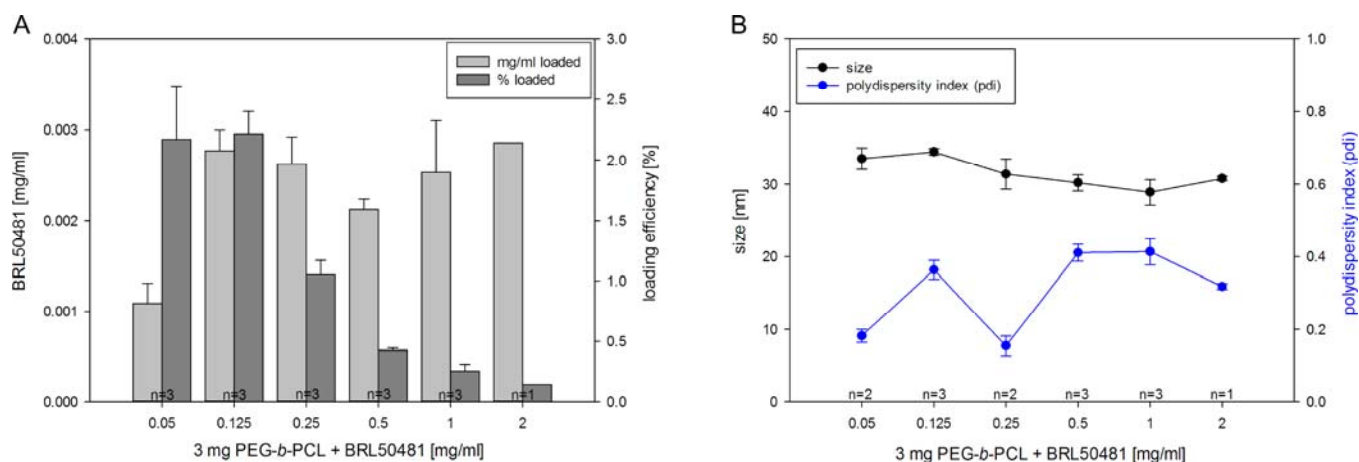 A
mg/ml loaded
% loaded
BRL50481 [mg/ml]
0.004
0.003
0.002
0.001
0.000
loading efficiency [%]
3.0
2.5
2.0
1.5
1.0
0.5
0.0
n=3 n=3 n=3 n=3 n=3 n=1
0.05 0.125 0.25 0.5 1 2
3 mg PEG-b-PCL + BRL50481 [mg/ml]
B
size
polydispersity index (pdi)
size [nm]
50
40
30
20
10
0
polydispersity index (pdi)
1.0
0.8
0.6
0.4
0.2
0.0
n=2 n=3 n=2 n=3 n=3 n=1
0.05 0.125 0.25 0.5 1 2
3 mg PEG-b-PCL + BRL50481 [mg/ml]